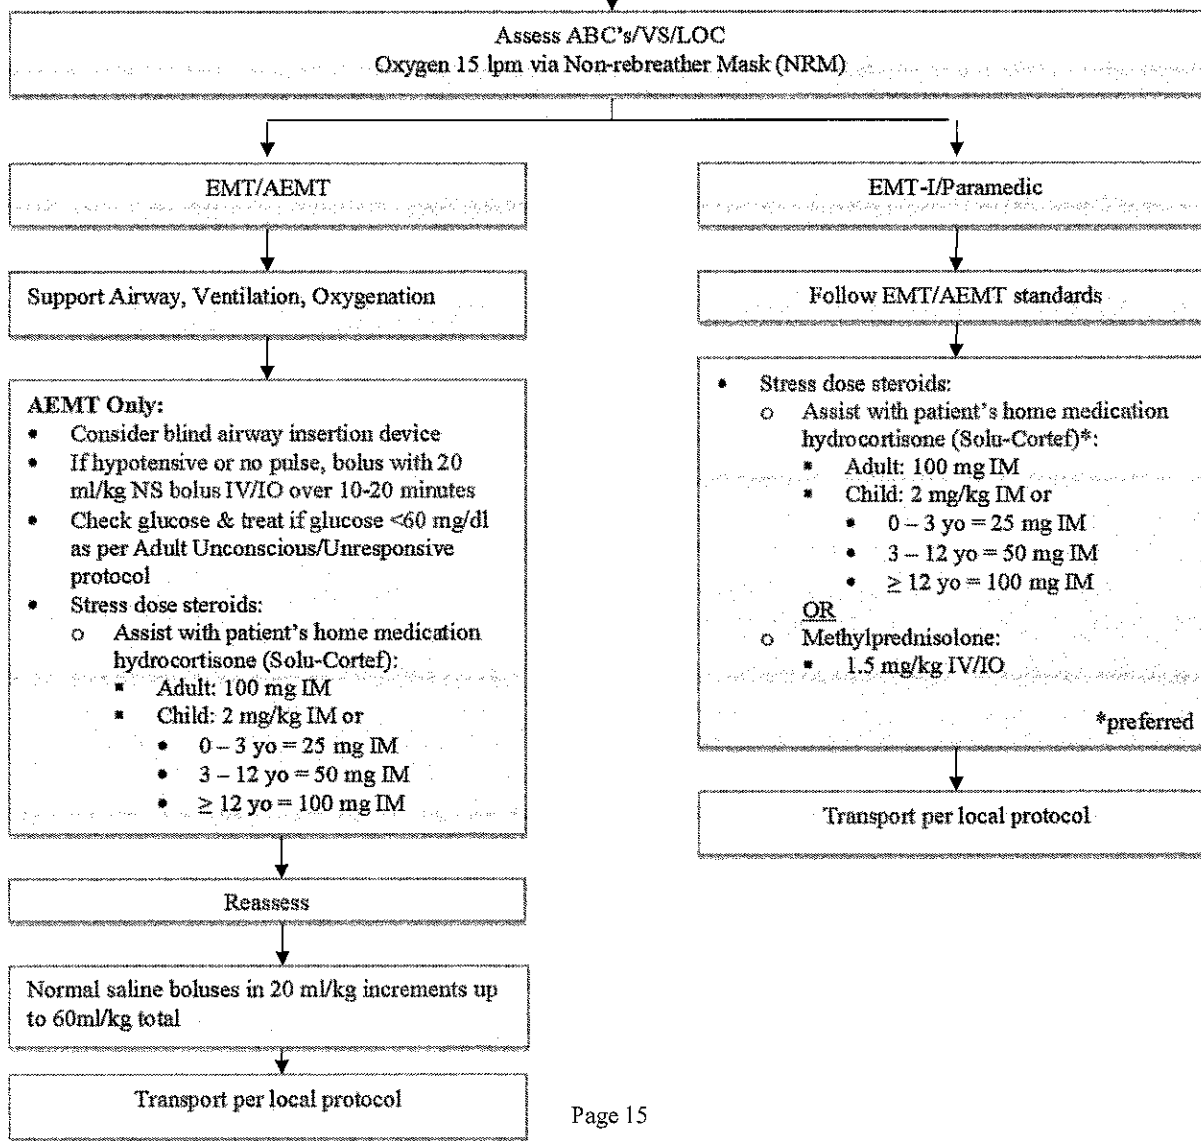 Assess ABC's/VS/LOC
Oxygen 15 lpm via Non-rebreather Mask (NRM)
EMT/AEMT
Support Airway, Ventilation, Oxygenation
AEMT Only:
• Consider blind airway insertion device
• If hypotensive or no pulse, bolus with 20
ml/kg NS bolus IV/IO over 10-20 minutes
• Check glucose & treat if glucose <60 mg/dl
as per Adult Unconscious/Unresponsive
protocol
• Stress dose steroids:
o Assist with patient's home medication
hydrocortisone (Solu-Cortef):
▪ Adult: 100 mg IM
▪ Child: 2 mg/kg IM or
• 0 – 3 yo = 25 mg IM
• 3 – 12 yo = 50 mg IM
• ≥ 12 yo = 100 mg IM
Reassess
Normal saline boluses in 20 ml/kg increments up
to 60ml/kg total
Transport per local protocol
EMT-I/Paramedic
Follow EMT/AEMT standards
• Stress dose steroids:
o Assist with patient's home medication
hydrocortisone (Solu-Cortef)*:
▪ Adult: 100 mg IM
▪ Child: 2 mg/kg IM or
• 0 – 3 yo = 25 mg IM
• 3 – 12 yo = 50 mg IM
• ≥ 12 yo = 100 mg IM
OR
o Methylprednisolone:
▪ 1.5 mg/kg IV/IO
*preferred
Transport per local protocol
Page 15